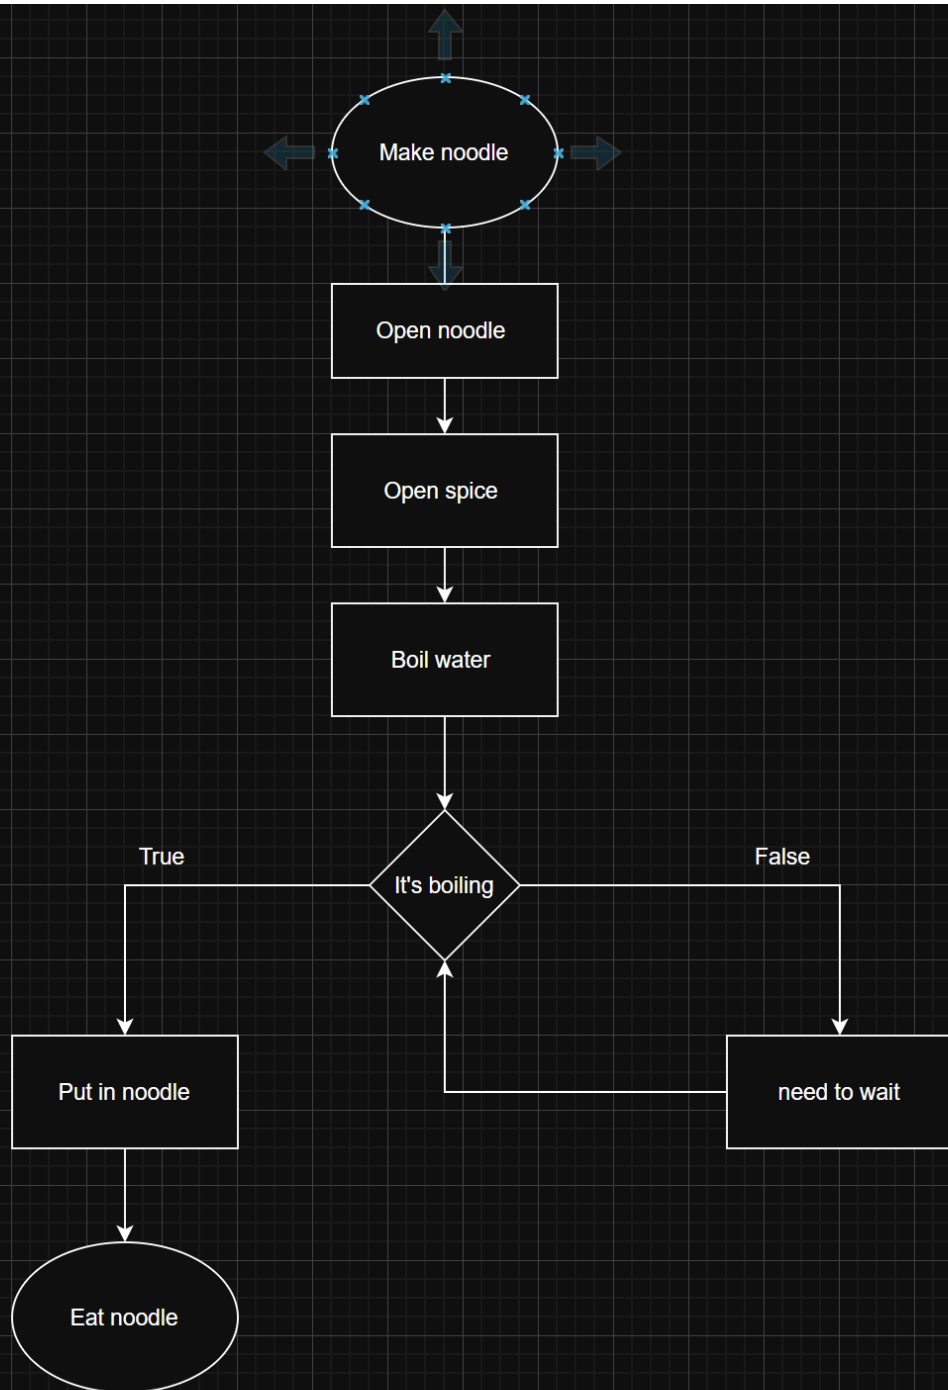 Make noodle
Open noodle
Open spice
Boil water
True
False
It's boiling
Put in noodle
need to wait
Eat noodle